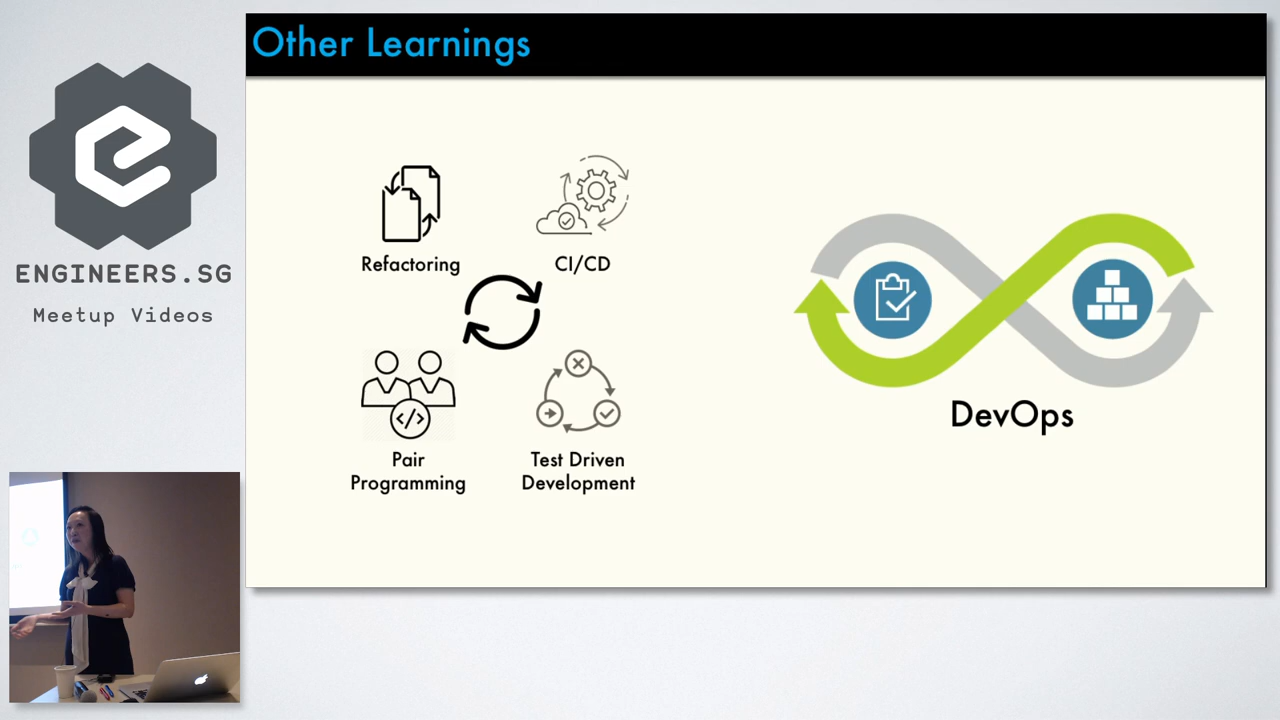 Other Learnings
ENGINEERS.SG
Meetup Videos
Refactoring
CI/CD
Pair
Programming
Test Driven
Development
DevOps